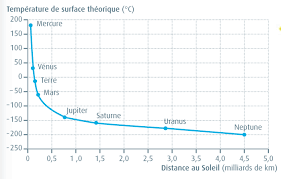 Température de surface théorique (°C)
200
Mercure
150
100
50
Vénus
0
Terre
-50
Mars
-100
Jupiter
Saturne
Uranus
Neptune
-150
-200
-250
0 0,5 1,0 1,5 2,0 2,5 3,0 3,5 4,0 4,5 5,0
Distance au Soleil (milliards de km)